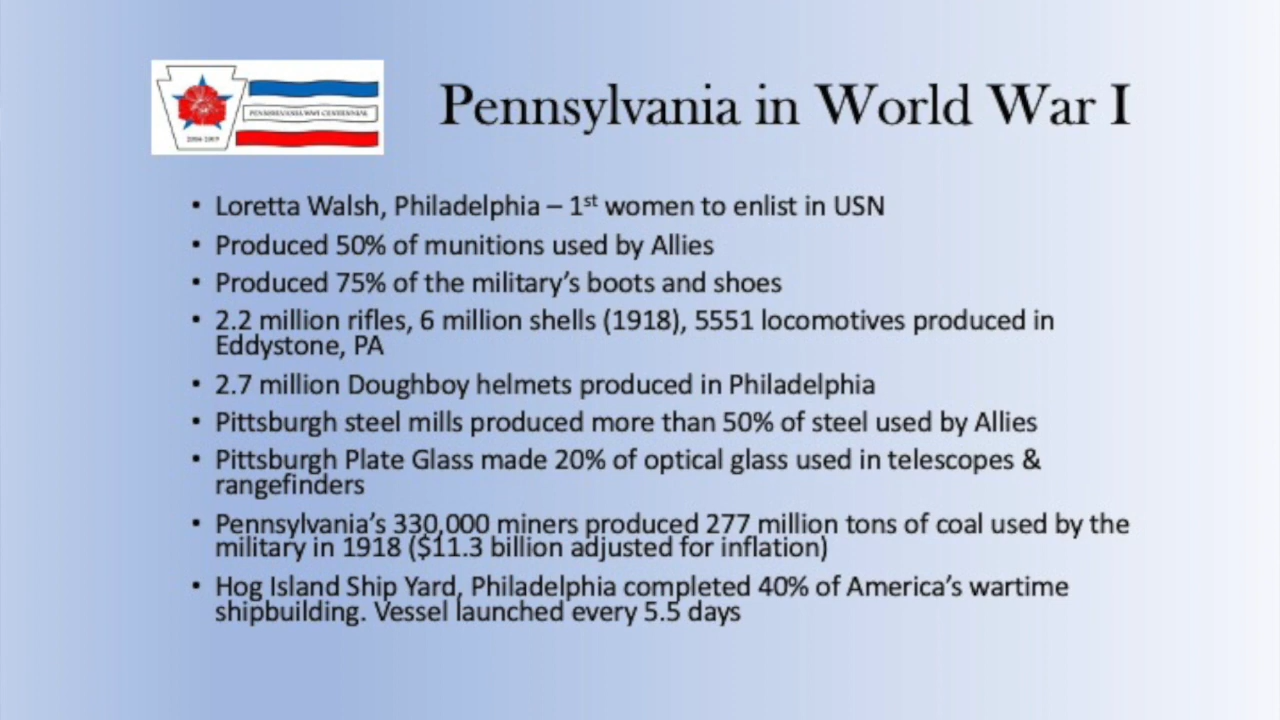 PENNSYLVANIA WWI CENTENNIAL
Pennsylvania in World War I
• Loretta Walsh, Philadelphia – 1st women to enlist in USN
• Produced 50% of munitions used by Allies
• Produced 75% of the military's boots and shoes
• 2.2 million rifles, 6 million shells (1918), 5551 locomotives produced in
Eddystone, PA
• 2.7 million Doughboy helmets produced in Philadelphia
• Pittsburgh steel mills produced more than 50% of steel used by Allies
• Pittsburgh Plate Glass made 20% of optical glass used in telescopes &
rangefinders
• Pennsylvania's 330,000 miners produced 277 million tons of coal used by the
military in 1918 ($11.3 billion adjusted for inflation)
• Hog Island Ship Yard, Philadelphia completed 40% of America's wartime
shipbuilding. Vessel launched every 5.5 days